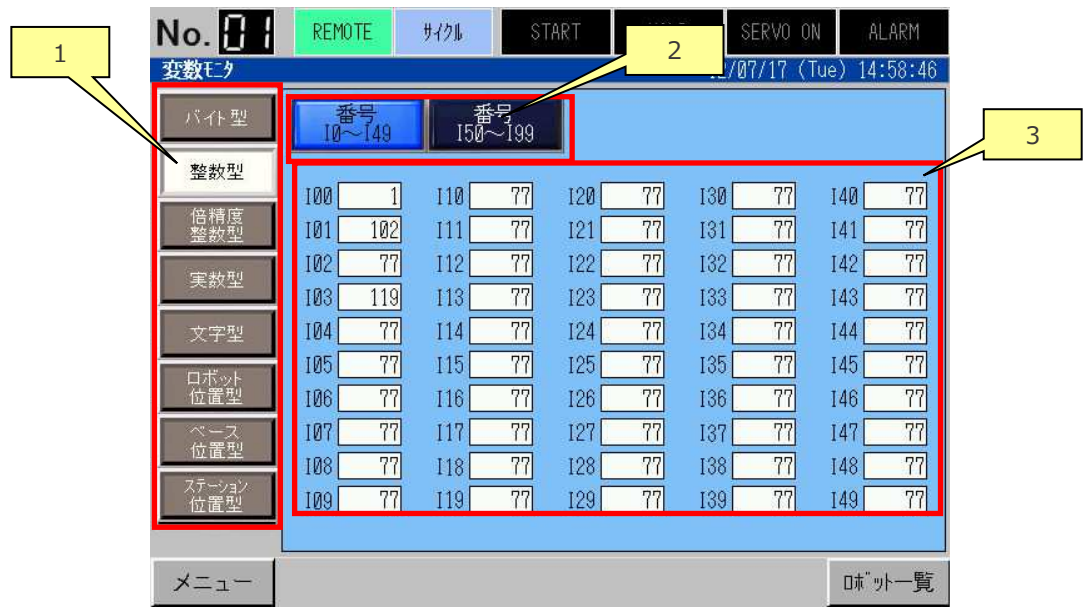 No. 01 REMOTE ｻｲｸﾙ START SERVO ON ALARM
変数ﾓﾆﾀ /07/17 (Tue) 14:58:46
1
2
3
バイト型
整数型
倍精度
整数型
実数型
文字型
ロボット
位置型
ベース
位置型
ステーション
位置型
番号
I0～I49
番号
I50～I99
I00 1 I10 77 I20 77 I30 77 I40 77
I01 102 I11 77 I21 77 I31 77 I41 77
I02 77 I12 77 I22 77 I32 77 I42 77
I03 119 I13 77 I23 77 I33 77 I43 77
I04 77 I14 77 I24 77 I34 77 I44 77
I05 77 I15 77 I25 77 I35 77 I45 77
I06 77 I16 77 I26 77 I36 77 I46 77
I07 77 I17 77 I27 77 I37 77 I47 77
I08 77 I18 77 I28 77 I38 77 I48 77
I09 77 I19 77 I29 77 I39 77 I49 77
メニュー ﾛﾎﾞｯﾄ一覧